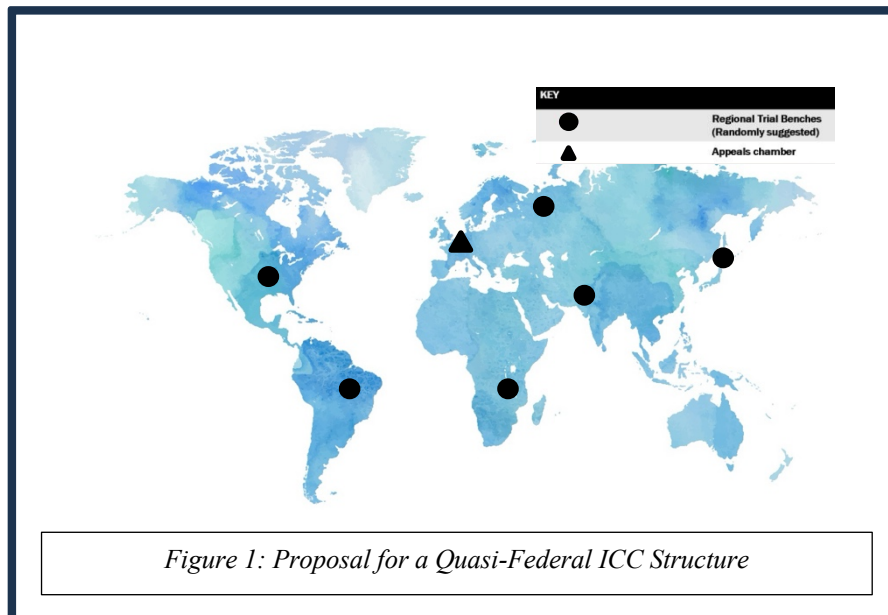 KEY
Regional Trial Benches
(Randomly suggested)
Appeals chamber
Figure 1: Proposal for a Quasi-Federal ICC Structure